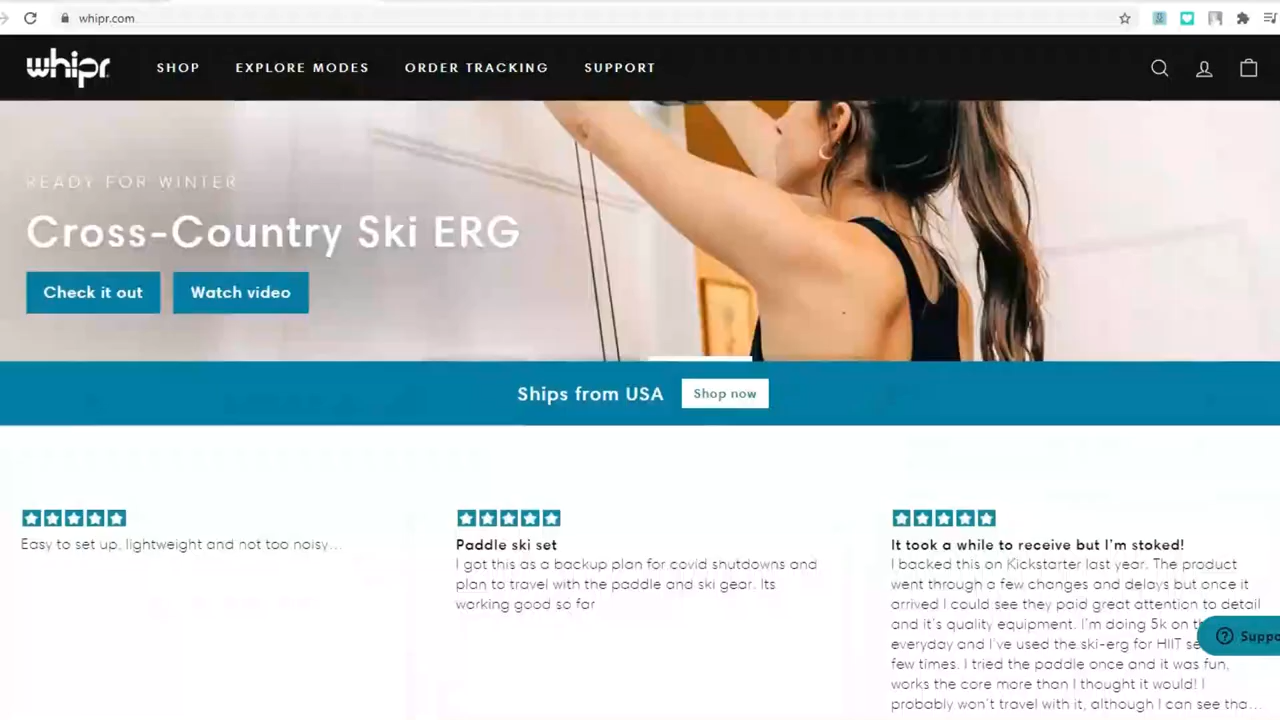 whipr.com
whipr SHOP EXPLORE MODES ORDER TRACKING SUPPORT
READY FOR WINTER
Cross-Country Ski ERG
Check it out Watch video
Ships from USA Shop now
Easy to set up, lightweight and not too noisy...
Paddle ski set
I got this as a backup plan for covid shutdowns and
plan to travel with the paddle and ski gear. Its
working good so far
It took a while to receive but I'm stoked!
I backed this on Kickstarter last year. The product
went through a few changes and delays but once it
arrived I could see they paid great attention to detail
and it's quality equipment. I'm doing 5k on
everyday and I've used the ski-erg for HIIT
few times. I tried the paddle once and it was fun,
works the core more than I thought it would! I
probably won't travel with it, although I can see tha...
Suppo